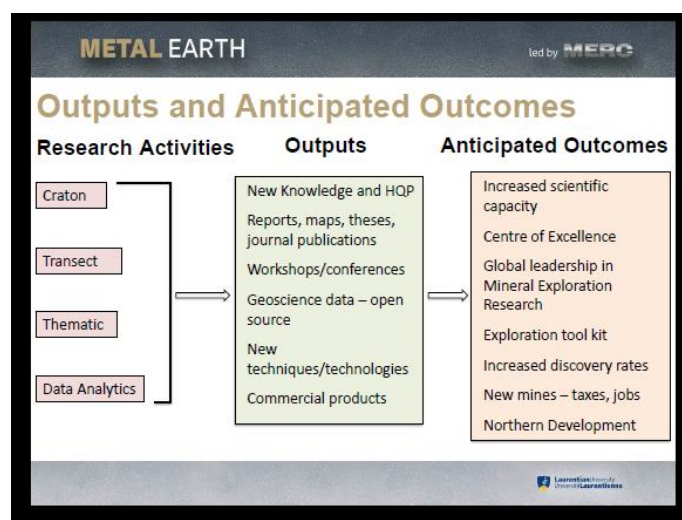 METAL EARTH
led by MERC
Outputs and Anticipated Outcomes
Research Activities
Outputs
Anticipated Outcomes
Craton
Transect
Thematic
Data Analytics
New Knowledge and HQP
Reports, maps, theses,
journal publications
Workshops/conferences
Geoscience data – open
source
New
techniques/technologies
Commercial products
Increased scientific
capacity
Centre of Excellence
Global leadership in
Mineral Exploration
Research
Exploration tool kit
Increased discovery rates
New mines – taxes, jobs
Northern Development
LaurentianUniversity
UniversitéLaurentienne